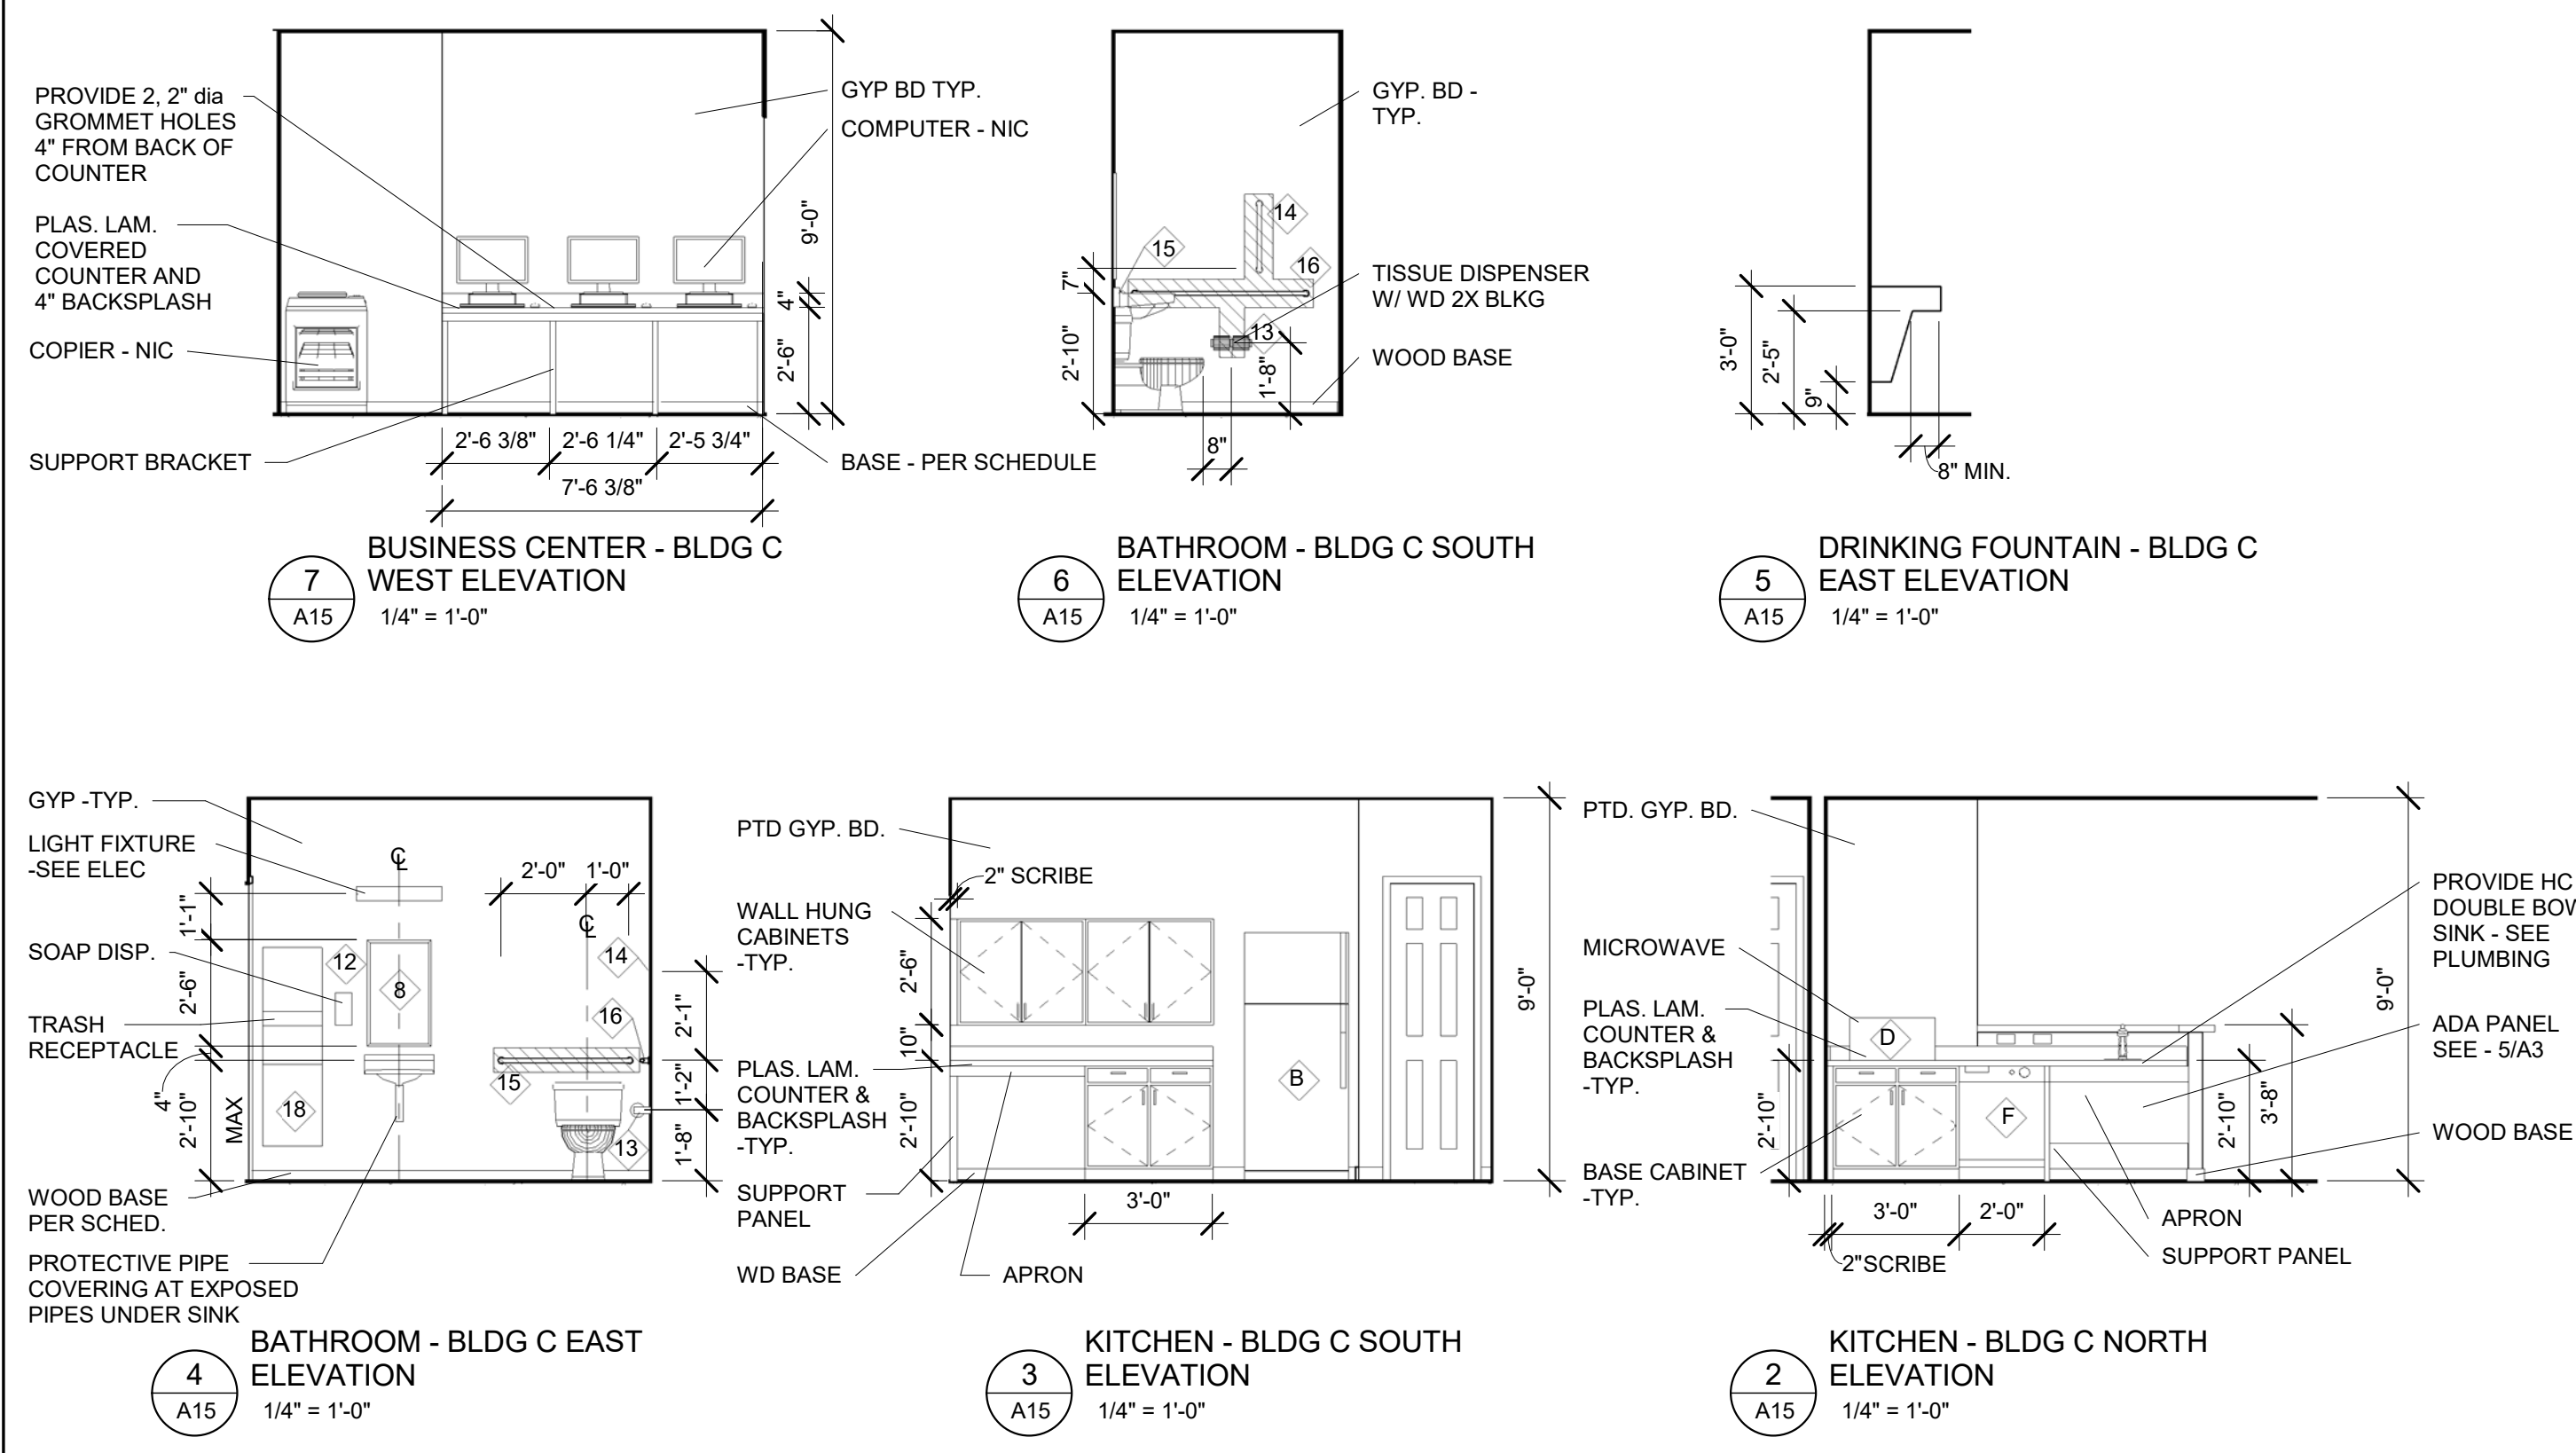 PROVIDE 2, 2" dia
GROMMET HOLES
4" FROM BACK OF
COUNTER
PLAS. LAM.
COVERED
COUNTER AND
4" BACKSPLASH
COPIER - NIC
SUPPORT BRACKET
GYP BD TYP.
COMPUTER - NIC
9'-0"
4"
2'-6"
2'-6 3/8"
2'-6 1/4"
2'-5 3/4"
7'-6 3/8"
BASE - PER SCHEDULE
7
A15
BUSINESS CENTER - BLDG C
WEST ELEVATION
1/4" = 1'-0"
GYP. BD -
TYP.
14
15
16
13
TISSUE DISPENSER
W/ WD 2X BLKG
WOOD BASE
7"
2'-10"
1'-8"
8"
6
A15
BATHROOM - BLDG C SOUTH
ELEVATION
1/4" = 1'-0"
3'-0"
2'-5"
9"
8" MIN.
5
A15
DRINKING FOUNTAIN - BLDG C
EAST ELEVATION
1/4" = 1'-0"
GYP -TYP.
LIGHT FIXTURE
-SEE ELEC
SOAP DISP.
TRASH
RECEPTACLE
WOOD BASE
PER SCHED.
PROTECTIVE PIPE
COVERING AT EXPOSED
PIPES UNDER SINK
1'-1"
2'-6"
4"
2'-10"
MAX
CL
2'-0"
1'-0"
CL
12
8
18
14
16
15
13
2'-1"
1'-2"
1'-8"
4
A15
BATHROOM - BLDG C EAST
ELEVATION
1/4" = 1'-0"
PTD GYP. BD.
2" SCRIBE
WALL HUNG
CABINETS
-TYP.
PLAS. LAM.
COUNTER &
BACKSPLASH
-TYP.
SUPPORT
PANEL
WD BASE
APRON
2'-6"
10"
2'-10"
3'-0"
B
9'-0"
3
A15
KITCHEN - BLDG C SOUTH
ELEVATION
1/4" = 1'-0"
PTD. GYP. BD.
MICROWAVE
PLAS. LAM.
COUNTER &
BACKSPLASH
-TYP.
BASE CABINET
-TYP.
2'-10"
D
F
3'-0"
2'-0"
2"SCRIBE
2'-10"
3'-8"
9'-0"
PROVIDE HC
DOUBLE BOW
SINK - SEE
PLUMBING
ADA PANEL
SEE - 5/A3
WOOD BASE
APRON
SUPPORT PANEL
2
A15
KITCHEN - BLDG C NORTH
ELEVATION
1/4" = 1'-0"